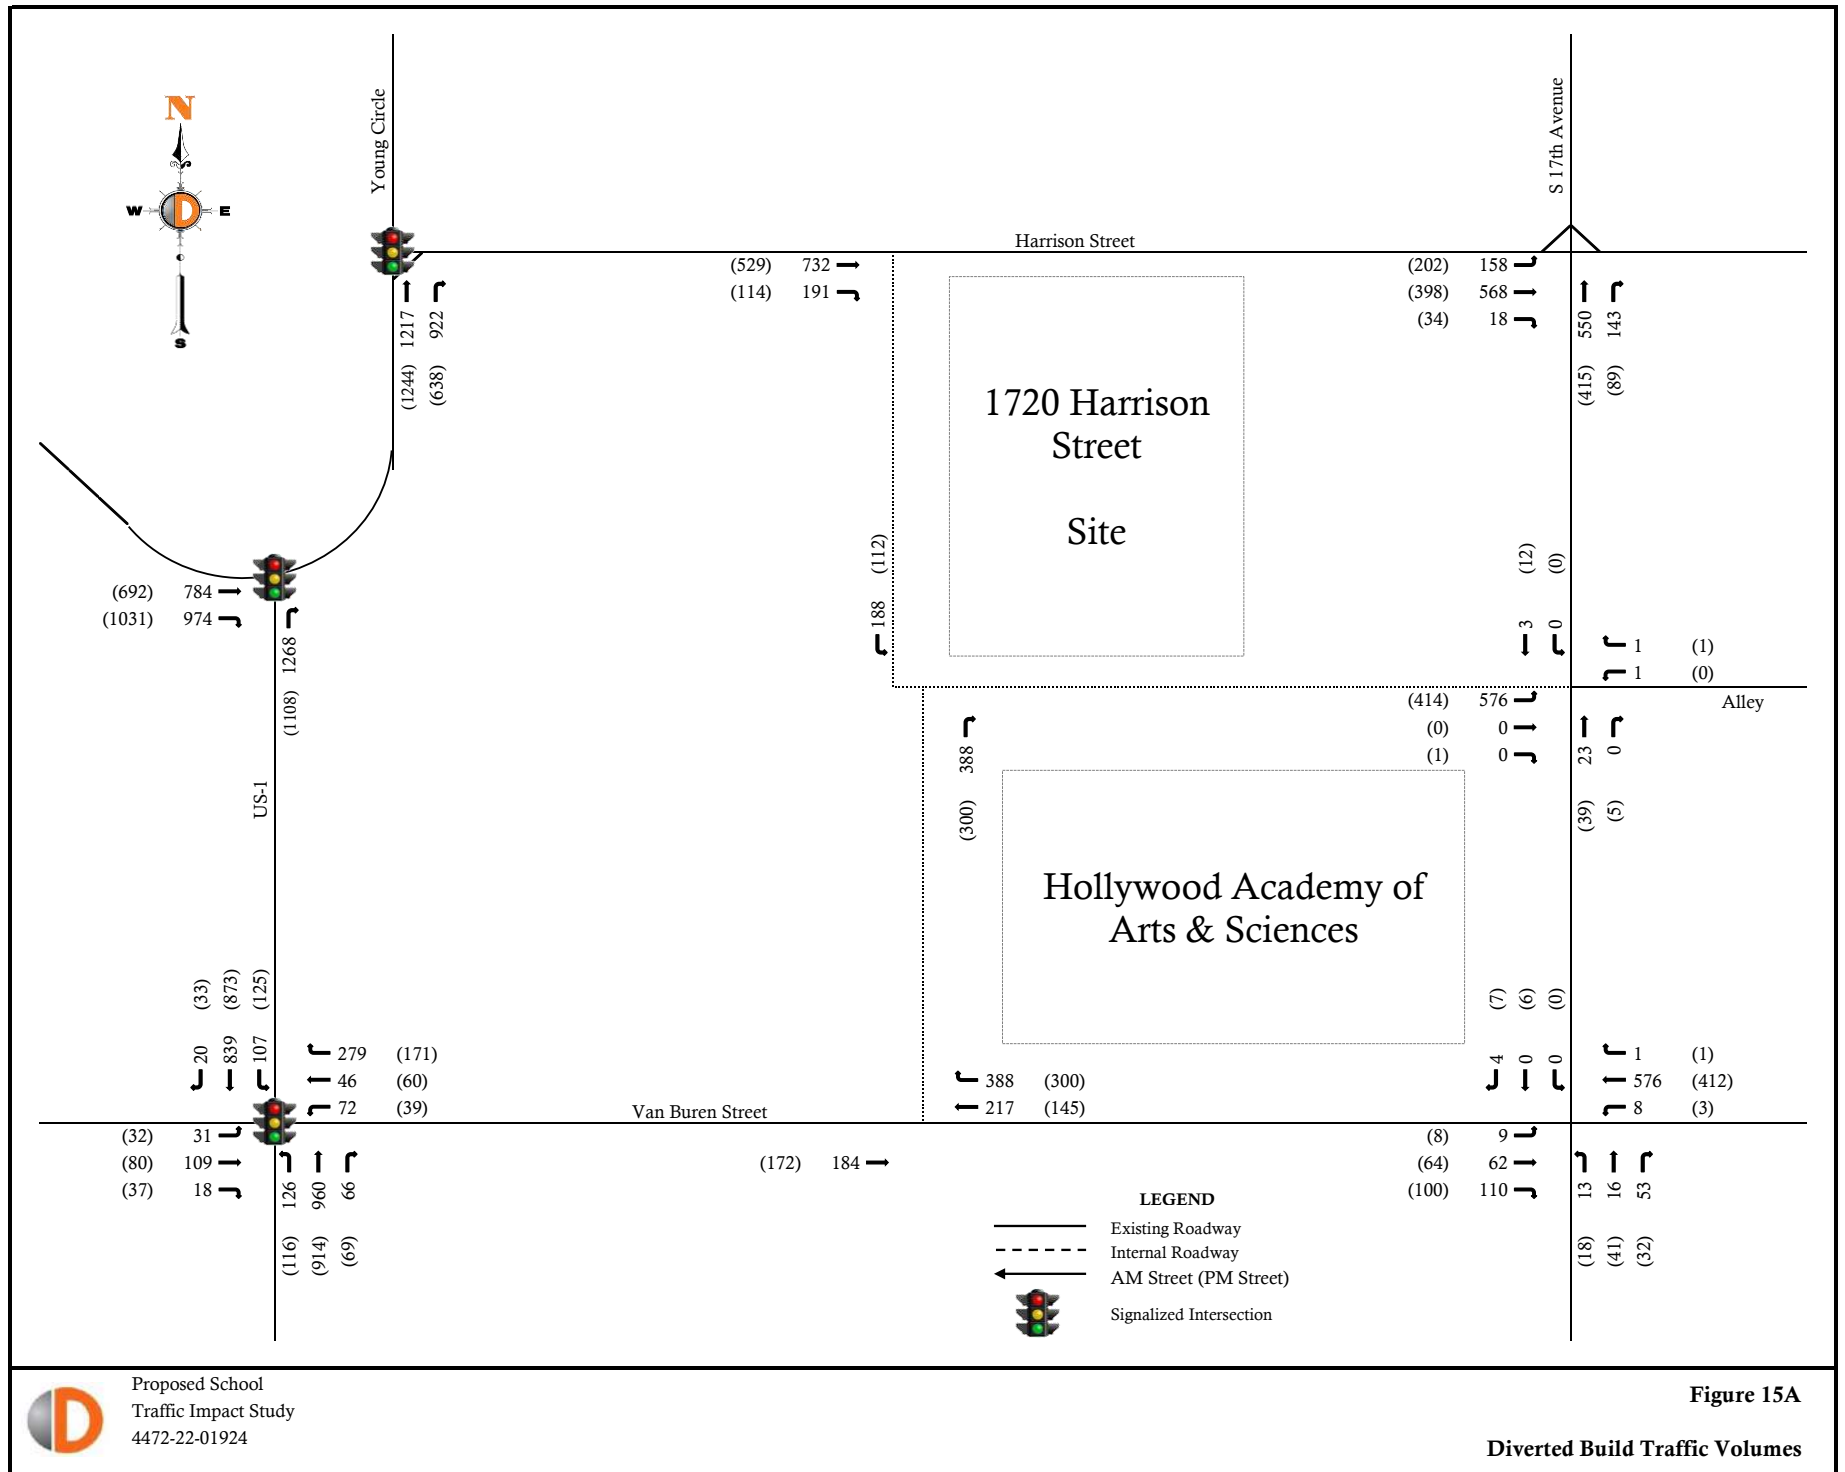 N
W
D
E
S
Young Circle
S 17th Avenue
Harrison Street
(529) 732
(114) 191
(202) 158
(398) 568
(34) 18
1217 (1244)
922 (638)
550 (415)
143 (89)
1720 Harrison
Street
Site
(692) 784
(1031) 974
1268 (1108)
188 (112)
3 (12)
0 (0)
1 (1)
1 (0)
Alley
(414) 576
(0) 0
(1) 0
23 (39)
0 (5)
388 (300)
US-1
Hollywood Academy of
Arts & Sciences
20 (33)
839 (873)
107 (125)
279 (171)
46 (60)
72 (39)
Van Buren Street
388 (300)
217 (145)
4 (7)
0 (6)
0 (0)
1 (1)
576 (412)
8 (3)
(32) 31
(80) 109
(37) 18
126 (116)
960 (914)
66 (69)
(172) 184
(8) 9
(64) 62
(100) 110
13 (18)
16 (41)
53 (32)
LEGEND
Existing Roadway
Internal Roadway
AM Street (PM Street)
Signalized Intersection
D
Proposed School
Traffic Impact Study
4472-22-01924
Figure 15A
Diverted Build Traffic Volumes